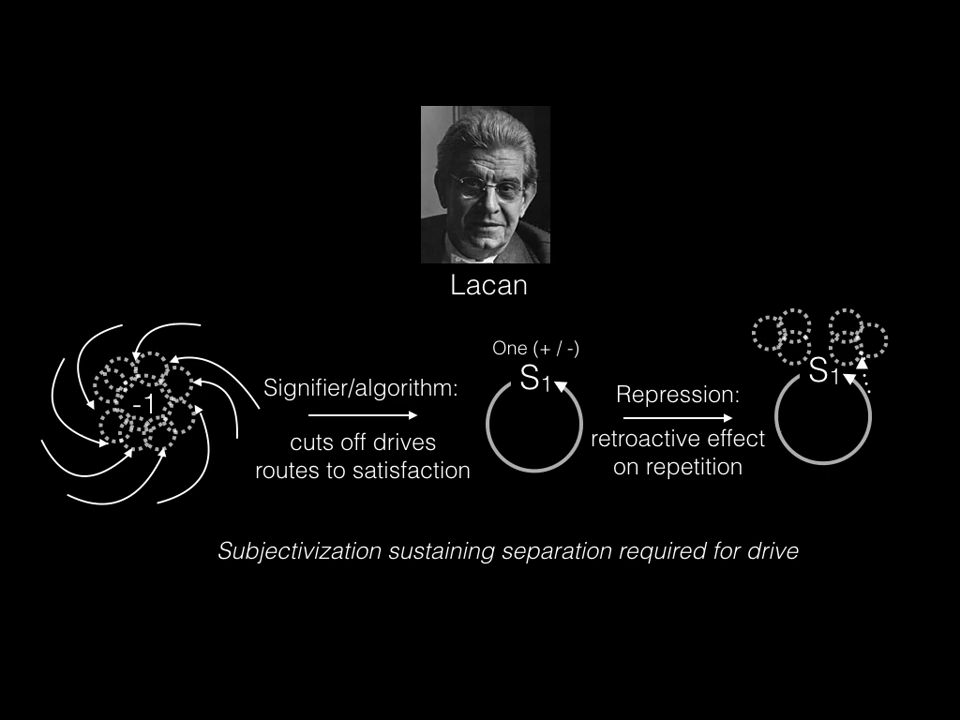 Lacan
-1
Signifier/algorithm:
cuts off drives
routes to satisfaction
One (+ / -)
S1
Repression:
retroactive effect
on repetition
S1
Subjectivization sustaining separation required for drive